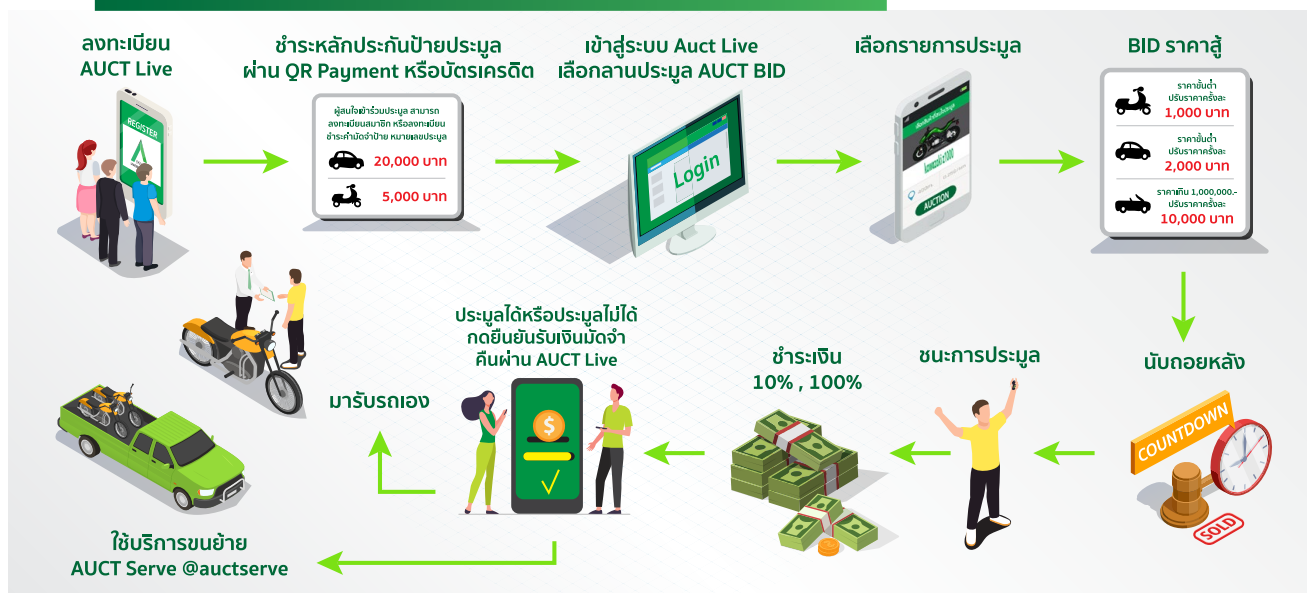 ลงทะเบียน
AUCT Live
REGISTER
ชำระหลักประกันป้ายประมูล
ผ่าน QR Payment หรือบัตรเครดิต
ผู้สนใจเข้าร่วมประมูล สามารถ
ลงทะเบียนสมาชิก หรือลงทะเบียน
ชำระค่ามัดจำป้าย หมายเลขประมูล
20,000 บาท
5,000 บาท
เข้าสู่ระบบ Auct Live
เลือกลานประมูล AUCT BID
Login
เลือกรายการประมูล
kawasaki z1000
AUCTION
BID ราคาสู้
ราคาขั้นต่ำ
ปรับราคาครั้งละ
1,000 บาท
ราคาขั้นต่ำ
ปรับราคาครั้งละ
2,000 บาท
ราคาเกิน 1,000,000.-
ปรับราคาครั้งละ
10,000 บาท
นับถอยหลัง
COUNTDOWN
SOLD
ชนะการประมูล
ชำระเงิน
10% , 100%
ประมูลได้หรือประมูลไม่ได้
กดยืนยันรับเงินมัดจำ
คืนผ่าน AUCT Live
มารับรถเอง
ใช้บริการขนย้าย
AUCT Serve @auctserve